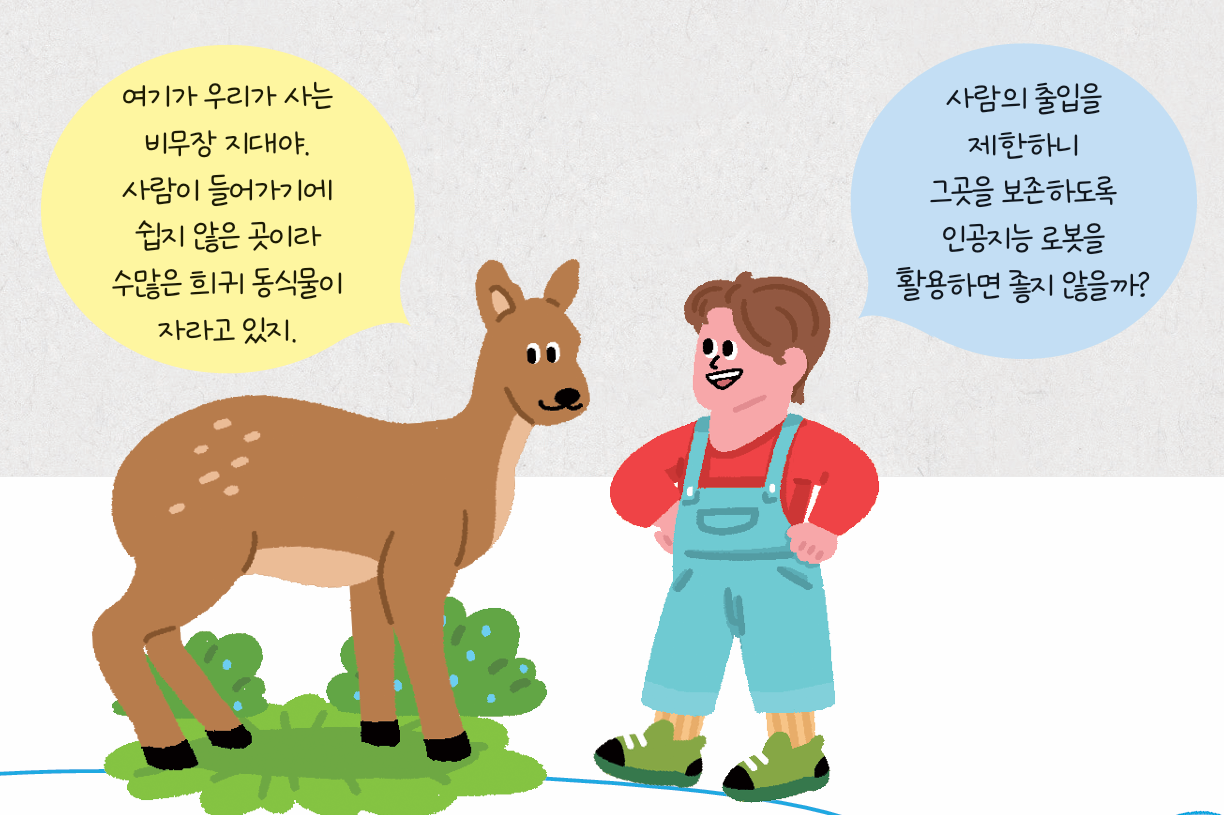 여기가 우리가 사는
비무장 지대야.
사람이 들어가기에
쉽지 않은 곳이라
수많은 희귀 동식물이
자라고 있지.
사람의 출입을
제한하니
그곳을 보존하도록
인공지능 로봇을
활용하면 좋지 않을까?